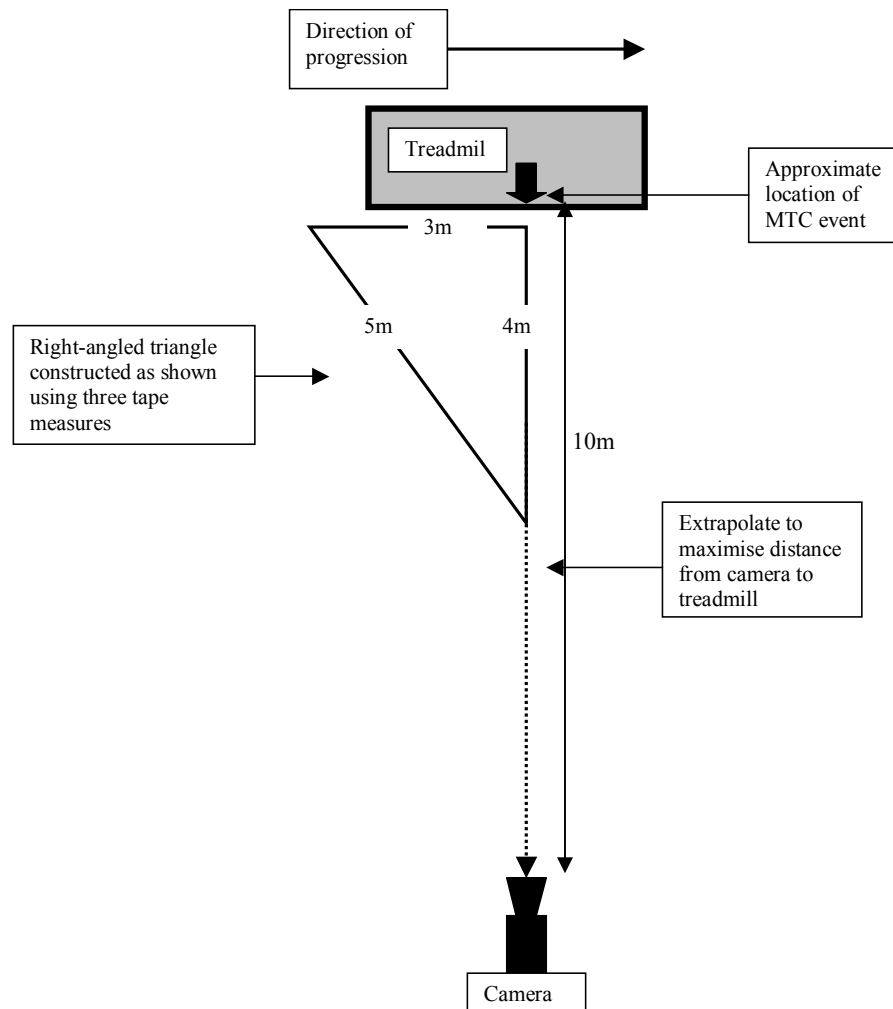 Direction of
progression
Treadmil
Approximate
location of
MTC event
3m
5m
4m
Right-angled triangle
constructed as shown
using three tape
measures
10m
Extrapolate to
maximise distance
from camera to
treadmill
Camera